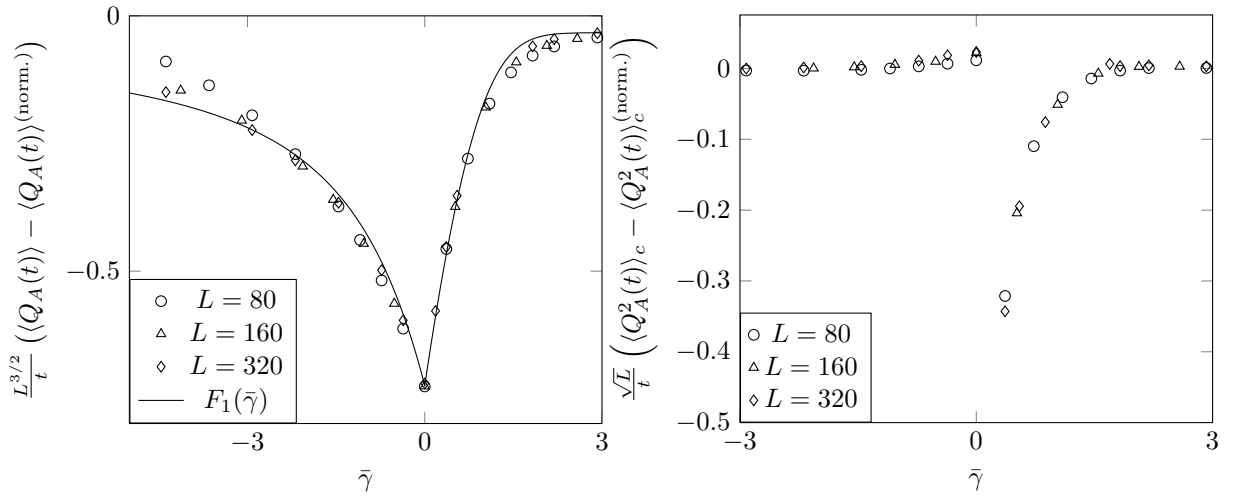 0
−0.5
−3
0
3
γ̄
L^{3/2}/t (⟨Q_A(t)⟩ − ⟨Q_A(t)⟩^{(norm.)})
L = 80
L = 160
L = 320
F₁(γ̄)
0
−0.1
−0.2
−0.3
−0.4
−0.5
−3
0
3
γ̄
√L/t (⟨Q_A^2(t)⟩_c − ⟨Q_A^2(t)⟩_c^{(norm.)})
L = 80
L = 160
L = 320